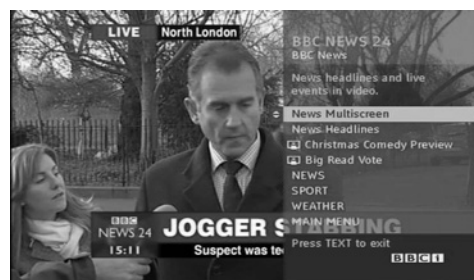 LIVE North London
BBC NEWS 24
BBC News
News headlines and live
events in video.
News Multiscreen
News Headlines
Christmas Comedy Preview
Big Read Vote
NEWS
SPORT
WEATHER
MAIN MENU
Press TEXT to exit
BBCi
BBC
NEWS 24
15:11
JOGGER STABBING
Suspect was